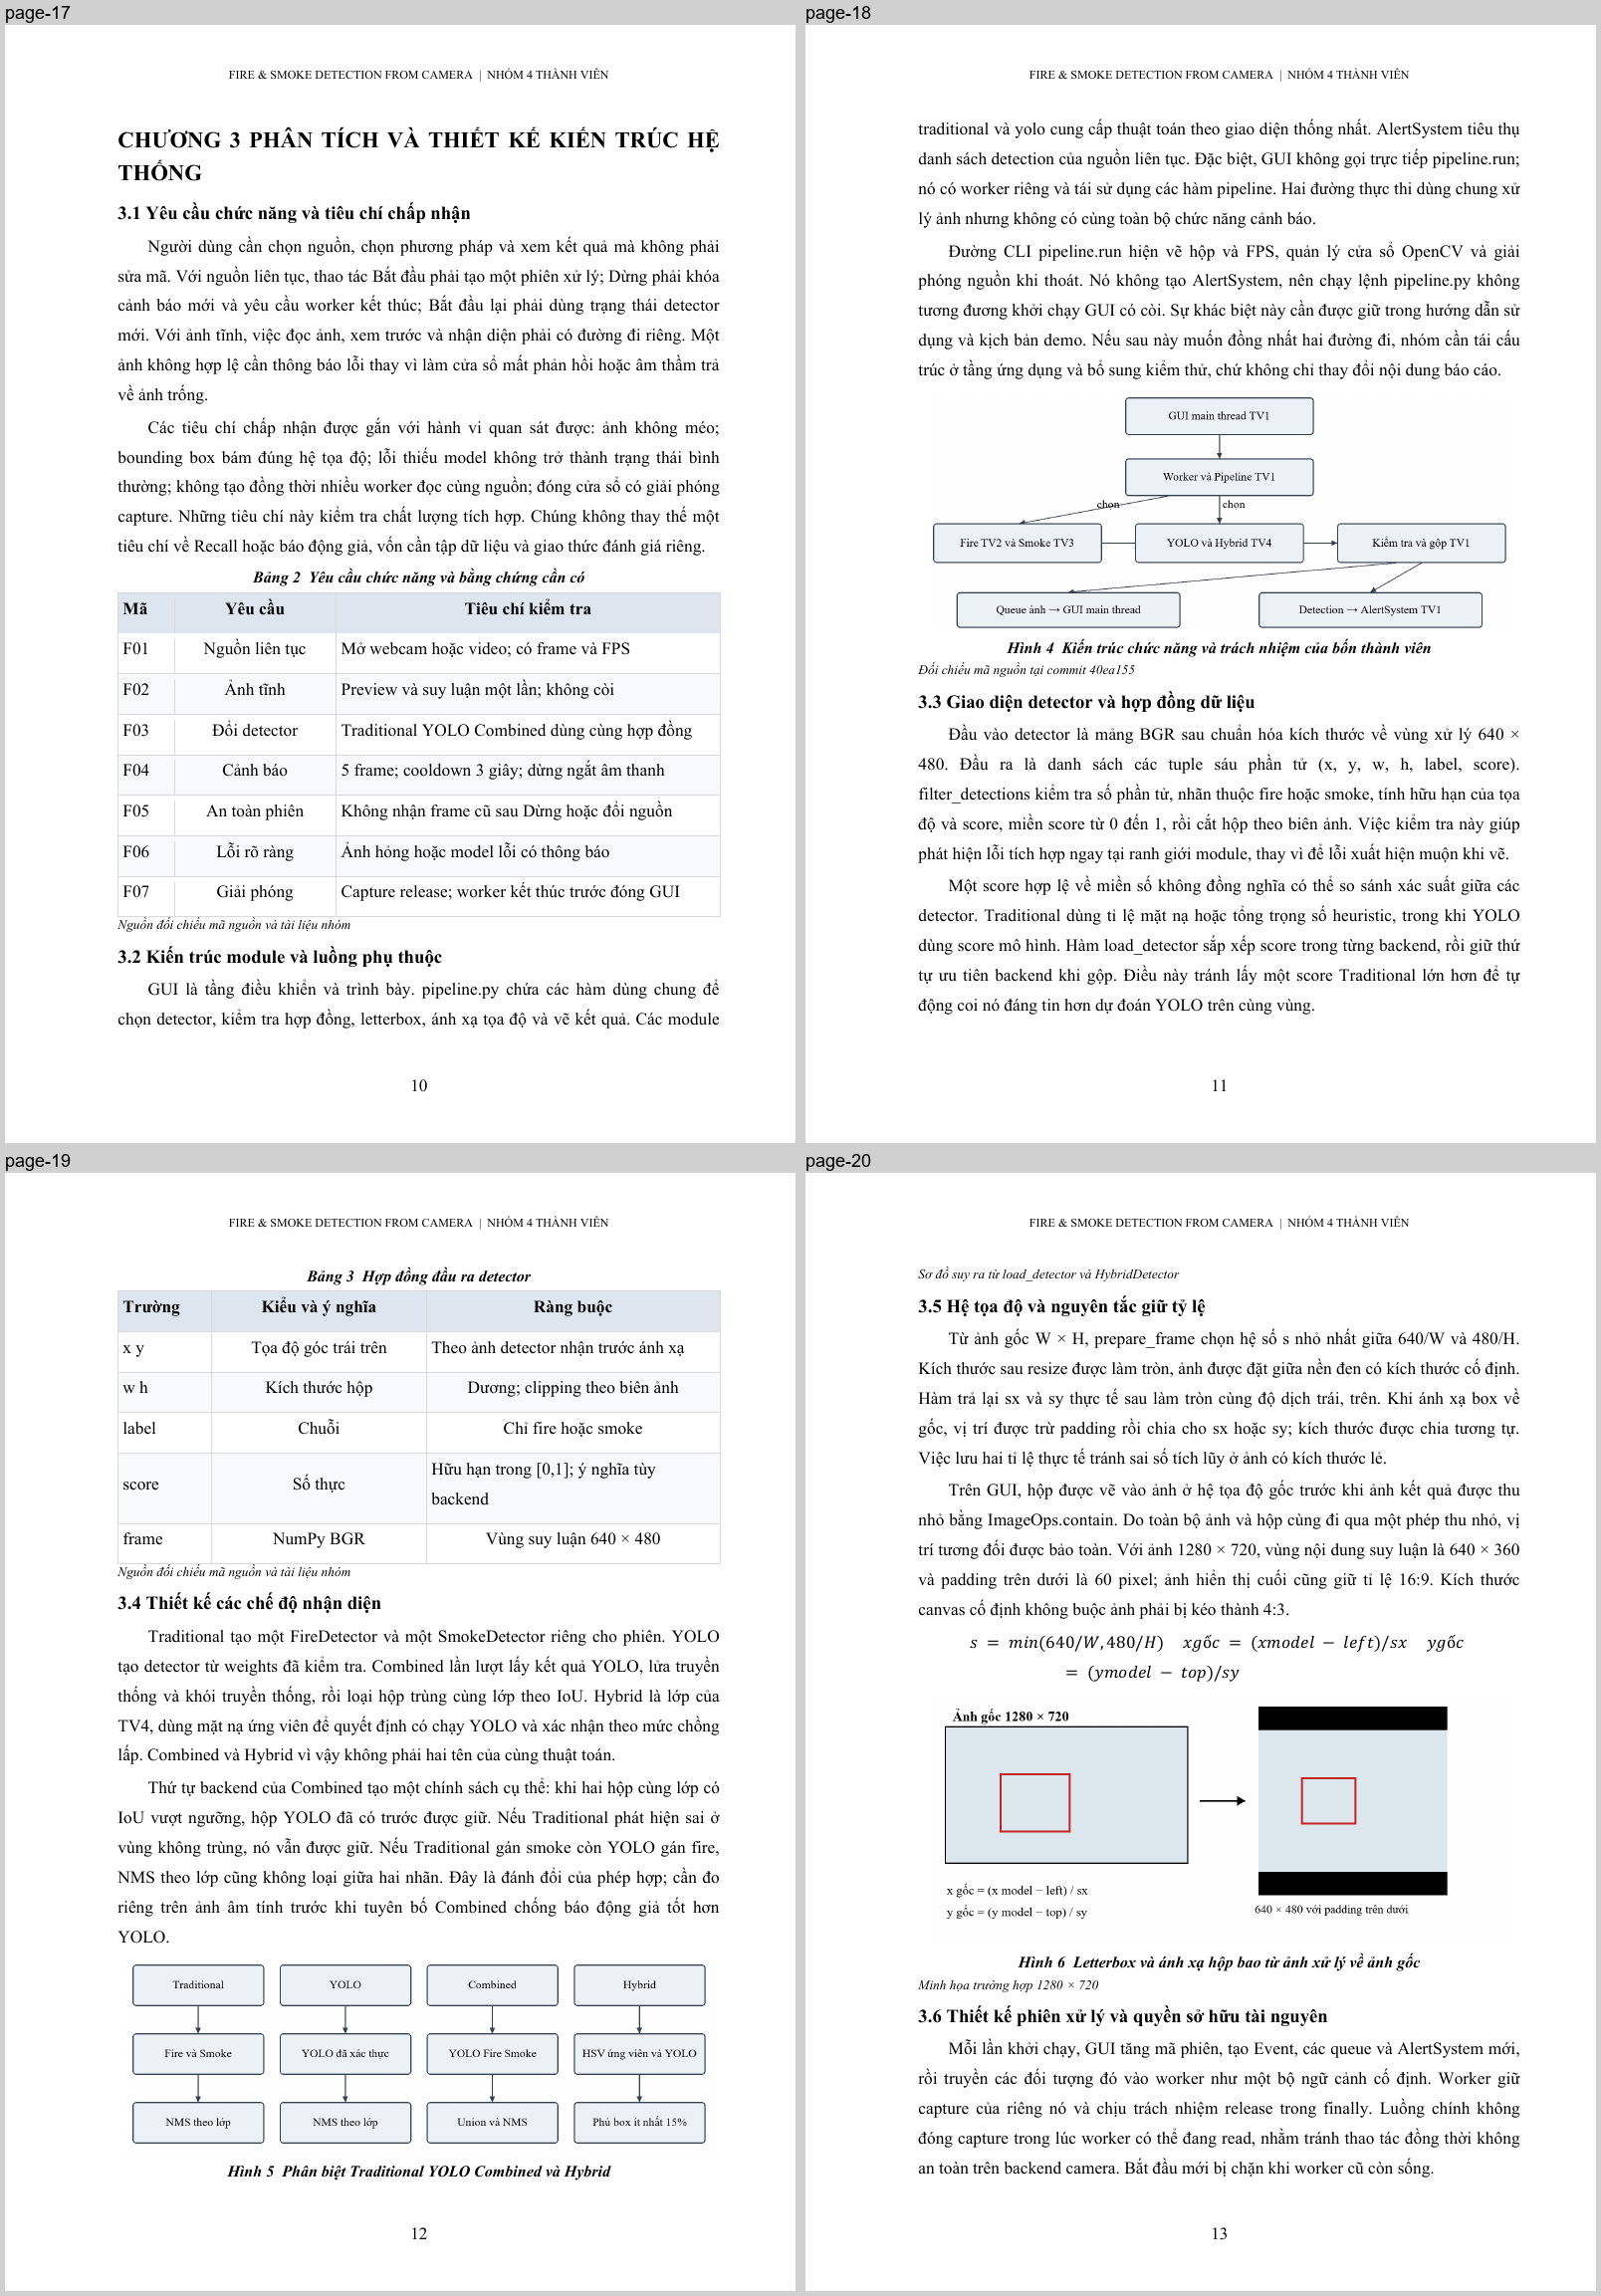 page-17
FIRE & SMOKE DETECTION FROM CAMERA | NHÓM 4 THÀNH VIÊN
CHƯƠNG 3 PHÂN TÍCH VÀ THIẾT KẾ KIẾN TRÚC HỆ
THỐNG
3.1 Yêu cầu chức năng và tiêu chí chấp nhận
Người dùng cần chọn nguồn, chọn phương pháp và xem kết quả mà không phải
sửa mã. Với nguồn liên tục, thao tác Bắt đầu phải tạo một phiên xử lý; Dừng phải khóa
cảnh báo mới và yêu cầu worker kết thúc; Bắt đầu lại phải dùng trạng thái detector
mới. Với ảnh tĩnh, việc đọc ảnh, xem trước và nhận diện phải có đường đi riêng. Một
ảnh không hợp lệ cần thông báo lỗi thay vì làm cửa sổ mất phản hồi hoặc âm thầm trả
về ảnh trống.
Các tiêu chí chấp nhận được gắn với hành vi quan sát được: ảnh không méo;
bounding box bám đúng hệ tọa độ; lỗi thiếu model không trở thành trạng thái bình
thường; không tạo đồng thời nhiều worker đọc cùng nguồn; đóng cửa sổ có giải phóng
capture. Những tiêu chí này kiểm tra chất lượng tích hợp. Chúng không thay thế một
tiêu chí về Recall hoặc báo động giả, vốn cần tập dữ liệu và giao thức đánh giá riêng.
Bảng 2 Yêu cầu chức năng và bằng chứng cần có
Mã Yêu cầu Tiêu chí kiểm tra
F01 Nguồn liên tục Mở webcam hoặc video; có frame và FPS
F02 Ảnh tĩnh Preview và suy luận một lần; không còi
F03 Đổi detector Traditional YOLO Combined dùng cùng hợp đồng
F04 Cảnh báo 5 frame; cooldown 3 giây; dừng ngắt âm thanh
F05 An toàn phiên Không nhận frame cũ sau Dừng hoặc đổi nguồn
F06 Lỗi rõ ràng Ảnh hỏng hoặc model lỗi có thông báo
F07 Giải phóng Capture release; worker kết thúc trước đóng GUI
Nguồn đối chiếu mã nguồn và tài liệu nhóm
3.2 Kiến trúc module và luồng phụ thuộc
GUI là tầng điều khiển và trình bày. pipeline.py chứa các hàm dùng chung để
chọn detector, kiểm tra hợp đồng, letterbox, ánh xạ tọa độ và vẽ kết quả. Các module
10
page-18
FIRE & SMOKE DETECTION FROM CAMERA | NHÓM 4 THÀNH VIÊN
traditional và yolo cung cấp thuật toán theo giao diện thống nhất. AlertSystem tiêu thụ
danh sách detection của nguồn liên tục. Đặc biệt, GUI không gọi trực tiếp pipeline.run;
nó có worker riêng và tái sử dụng các hàm pipeline. Hai đường thực thi dùng chung xử
lý ảnh nhưng không có cùng toàn bộ chức năng cảnh báo.
Đường CLI pipeline.run hiện vẽ hộp và FPS, quản lý cửa sổ OpenCV và giải
phóng nguồn khi thoát. Nó không tạo AlertSystem, nên chạy lệnh pipeline.py không
tương đương khởi chạy GUI có còi. Sự khác biệt này cần được giữ trong hướng dẫn sử
dụng và kịch bản demo. Nếu sau này muốn đồng nhất hai đường đi, nhóm cần tái cấu
trúc ở tầng ứng dụng và bổ sung kiểm thử, chứ không chỉ thay đổi nội dung báo cáo.
GUI main thread TV1
Worker và Pipeline TV1
chọn chọn
Fire TV2 và Smoke TV3 YOLO và Hybrid TV4 Kiểm tra và gộp TV1
Queue ảnh → GUI main thread Detection → AlertSystem TV1
Hình 4 Kiến trúc chức năng và trách nhiệm của bốn thành viên
Đối chiếu mã nguồn tại commit 40ea155
3.3 Giao diện detector và hợp đồng dữ liệu
Đầu vào detector là mảng BGR sau chuẩn hóa kích thước về vùng xử lý 640 ×
480. Đầu ra là danh sách các tuple sáu phần tử (x, y, w, h, label, score).
filter_detections kiểm tra số phần tử, nhãn thuộc fire hoặc smoke, tính hữu hạn của tọa
độ và score, miền score từ 0 đến 1, rồi cắt hộp theo biên ảnh. Việc kiểm tra này giúp
phát hiện lỗi tích hợp ngay tại ranh giới module, thay vì để lỗi xuất hiện muộn khi vẽ.
Một score hợp lệ về miền số không đồng nghĩa có thể so sánh xác suất giữa các
detector. Traditional dùng tỉ lệ mặt nạ hoặc tổng trọng số heuristic, trong khi YOLO
dùng score mô hình. Hàm load_detector sắp xếp score trong từng backend, rồi giữ thứ
tự ưu tiên backend khi gộp. Điều này tránh lấy một score Traditional lớn hơn để tự
động coi nó đáng tin hơn dự đoán YOLO trên cùng vùng.
11
page-19
FIRE & SMOKE DETECTION FROM CAMERA | NHÓM 4 THÀNH VIÊN
Bảng 3 Hợp đồng đầu ra detector
Trường Kiểu và ý nghĩa Ràng buộc
x y Tọa độ góc trái trên Theo ảnh detector nhận trước ánh xạ
w h Kích thước hộp Dương; clipping theo biên ảnh
label Chuỗi Chỉ fire hoặc smoke
score Số thực Hữu hạn trong [0,1]; ý nghĩa tùy
backend
frame NumPy BGR Vùng suy luận 640 × 480
Nguồn đối chiếu mã nguồn và tài liệu nhóm
3.4 Thiết kế các chế độ nhận diện
Traditional tạo một FireDetector và một SmokeDetector riêng cho phiên. YOLO
tạo detector từ weights đã kiểm tra. Combined lần lượt lấy kết quả YOLO, lửa truyền
thống và khói truyền thống, rồi loại hộp trùng cùng lớp theo IoU. Hybrid là lớp của
TV4, dùng mặt nạ ứng viên để quyết định có chạy YOLO và xác nhận theo mức chồng
lấp. Combined và Hybrid vì vậy không phải hai tên của cùng thuật toán.
Thứ tự backend của Combined tạo một chính sách cụ thể: khi hai hộp cùng lớp có
IoU vượt ngưỡng, hộp YOLO đã có trước được giữ. Nếu Traditional phát hiện sai ở
vùng không trùng, nó vẫn được giữ. Nếu Traditional gán smoke còn YOLO gán fire,
NMS theo lớp cũng không loại giữa hai nhãn. Đây là đánh đổi của phép hợp; cần đo
riêng trên ảnh âm tính trước khi tuyên bố Combined chống báo động giả tốt hơn
YOLO.
Traditional YOLO Combined Hybrid
Fire và Smoke YOLO đã xác thực YOLO Fire Smoke HSV ứng viên và YOLO
NMS theo lớp NMS theo lớp Union và NMS Phủ box ít nhất 15%
Hình 5 Phân biệt Traditional YOLO Combined và Hybrid
12
page-20
FIRE & SMOKE DETECTION FROM CAMERA | NHÓM 4 THÀNH VIÊN
Sơ đồ suy ra từ load_detector và HybridDetector
3.5 Hệ tọa độ và nguyên tắc giữ tỷ lệ
Từ ảnh gốc W × H, prepare_frame chọn hệ số s nhỏ nhất giữa 640/W và 480/H.
Kích thước sau resize được làm tròn, ảnh được đặt giữa nền đen có kích thước cố định.
Hàm trả lại sx và sy thực tế sau làm tròn cùng độ dịch trái, trên. Khi ánh xạ box về
gốc, vị trí được trừ padding rồi chia cho sx hoặc sy; kích thước được chia tương tự.
Việc lưu hai tỉ lệ thực tế tránh sai số tích lũy ở ảnh có kích thước lẻ.
Trên GUI, hộp được vẽ vào ảnh ở hệ tọa độ gốc trước khi ảnh kết quả được thu
nhỏ bằng ImageOps.contain. Do toàn bộ ảnh và hộp cùng đi qua một phép thu nhỏ, vị
trí tương đối được bảo toàn. Với ảnh 1280 × 720, vùng nội dung suy luận là 640 × 360
và padding trên dưới là 60 pixel; ảnh hiển thị cuối cũng giữ tỉ lệ 16:9. Kích thước
canvas cố định không buộc ảnh phải bị kéo thành 4:3.
s = min(640/W, 480/H) xgốc = (xmodel − left)/sx ygốc
= (ymodel − top)/sy
Ảnh gốc 1280 × 720
x gốc = (x model − left) / sx
y gốc = (y model − top) / sy
640 × 480 với padding trên dưới
Hình 6 Letterbox và ánh xạ hộp bao từ ảnh xử lý về ảnh gốc
Minh họa trường hợp 1280 × 720
3.6 Thiết kế phiên xử lý và quyền sở hữu tài nguyên
Mỗi lần khởi chạy, GUI tăng mã phiên, tạo Event, các queue và AlertSystem mới,
rồi truyền các đối tượng đó vào worker như một bộ ngữ cảnh cố định. Worker giữ
capture của riêng nó và chịu trách nhiệm release trong finally. Luồng chính không
đóng capture trong lúc worker có thể đang read, nhằm tránh thao tác đồng thời không
an toàn trên backend camera. Bắt đầu mới bị chặn khi worker cũ còn sống.
13